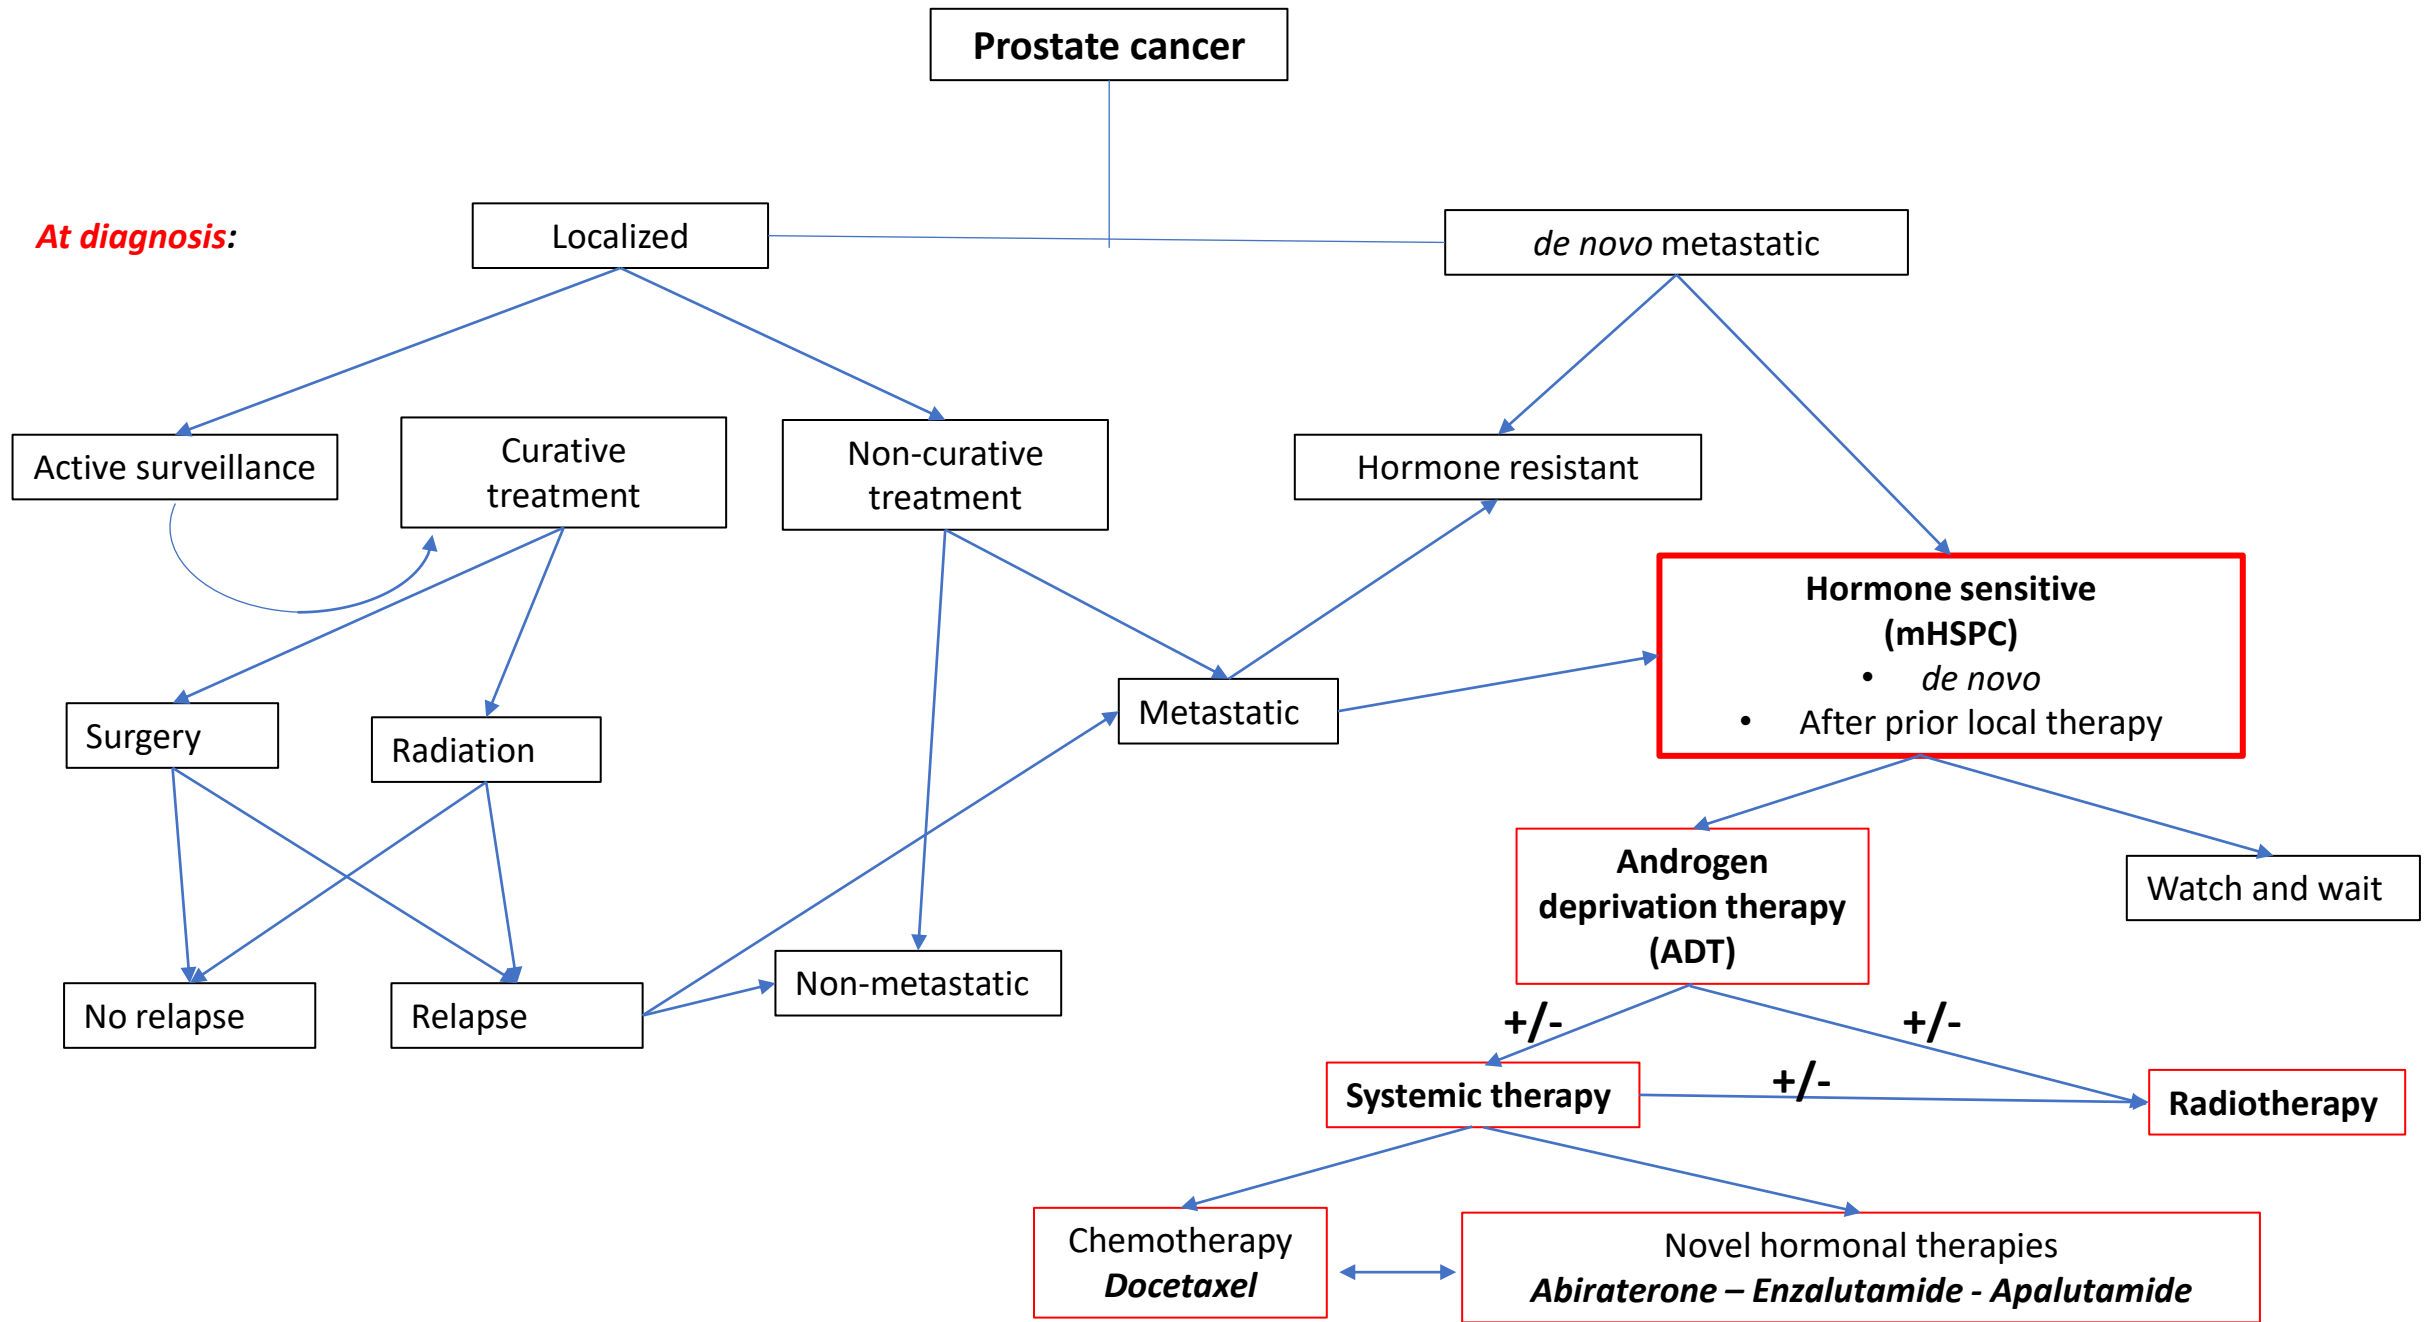 Prostate cancer
At diagnosis:
Localized
de novo metastatic
Active surveillance
Curative
treatment
Non-curative
treatment
Hormone resistant
Hormone sensitive
(mHSPC)
• de novo
• After prior local therapy
Surgery
Radiation
Metastatic
Androgen
deprivation therapy
(ADT)
Watch and wait
No relapse
Relapse
Non-metastatic
+/-
+/-
Systemic therapy
+/-
Radiotherapy
Chemotherapy
Docetaxel
Novel hormonal therapies
Abiraterone – Enzalutamide - Apalutamide